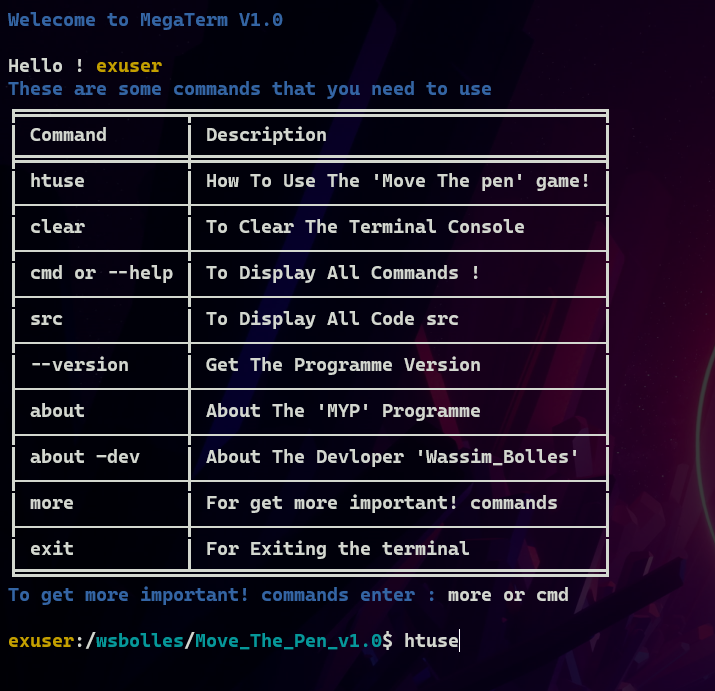 Welecome to MegaTerm V1.0
Hello ! exuser
These are some commands that you need to use
Command Description
htuse How To Use The 'Move The pen' game!
clear To Clear The Terminal Console
cmd or --help To Display All Commands !
src To Display All Code src
--version Get The Programme Version
about About The 'MYP' Programme
about -dev About The Devloper 'Wassim_Bolles'
more For get more important! commands
exit For Exiting the terminal
To get more important! commands enter : more or cmd
exuser:/wsbolles/Move_The_Pen_v1.0$ htuse